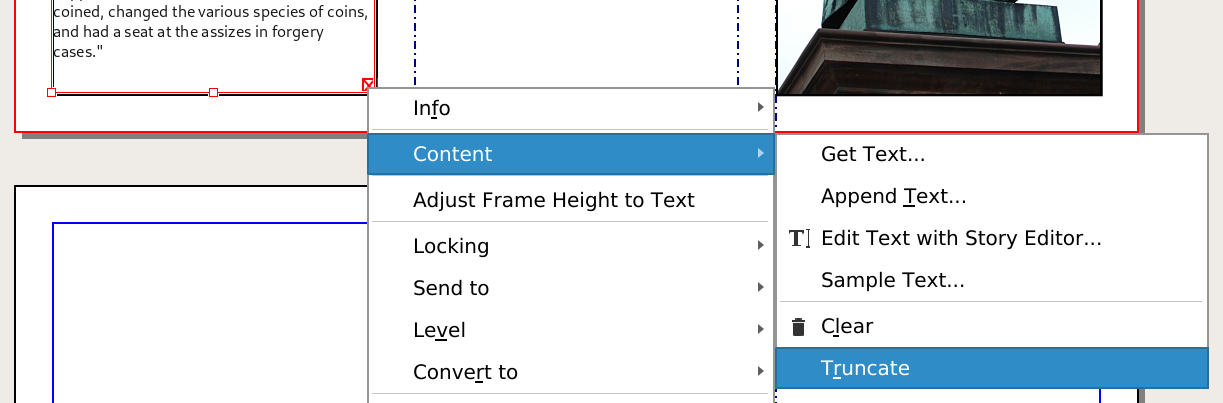 coined, changed the various species of coins,
and had a seat at the assizes in forgery
cases."
Info
Content
Adjust Frame Height to Text
Locking
Send to
Level
Convert to
Get Text...
Append Text...
Edit Text with Story Editor...
Sample Text...
Clear
Truncate